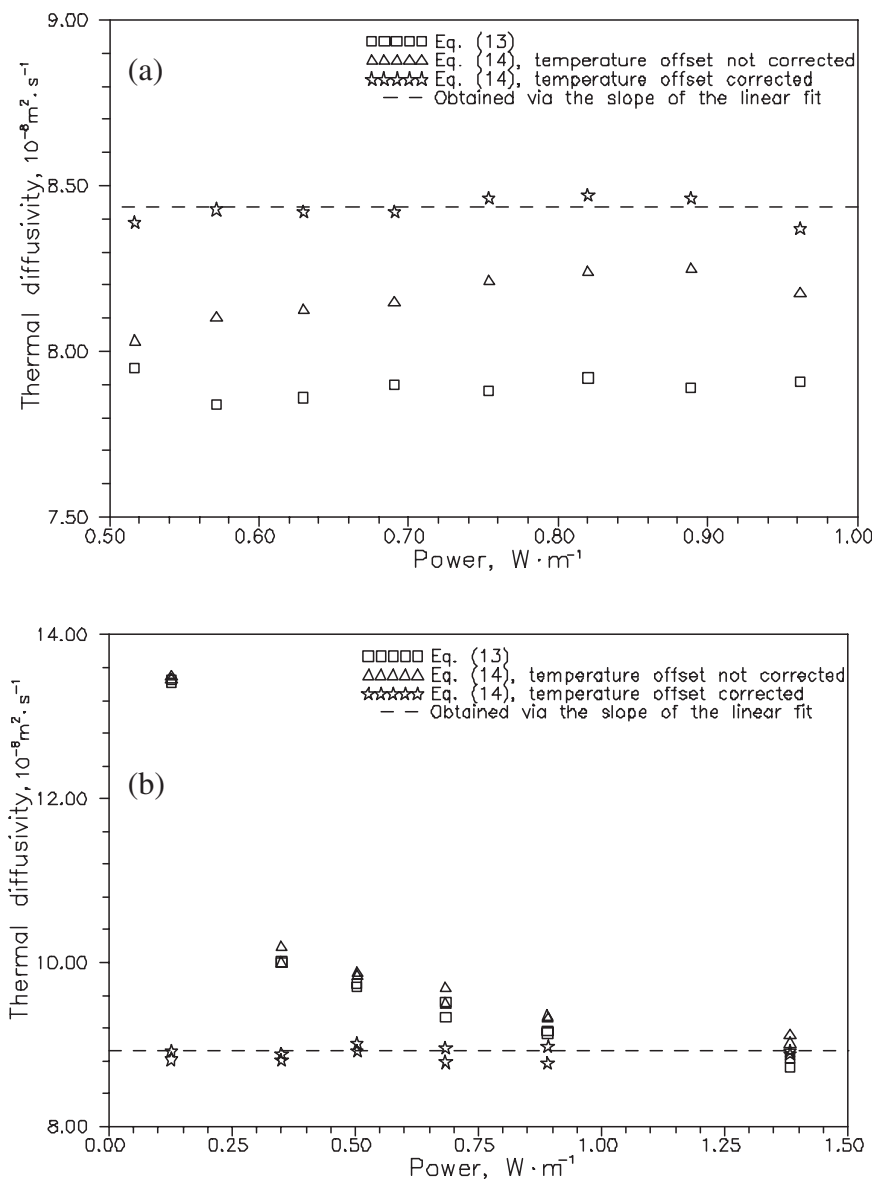 9.00
Eq. (13)
(a)
Eq. (14), temperature offset not corrected
Eq. (14), temperature offset corrected
Obtained via the slope of the linear fit
8.50
8.00
7.50
Thermal diffusivity, 10⁻⁸m²·s⁻¹
0.50 0.60 0.70 0.80 0.90 1.00
Power, W·m⁻¹
14.00
Eq. (13)
Eq. (14), temperature offset not corrected
Eq. (14), temperature offset corrected
Obtained via the slope of the linear fit
12.00
(b)
10.00
8.00
Thermal diffusivity, 10⁻⁸m²·s⁻¹
0.00 0.25 0.50 0.75 1.00 1.25 1.50
Power, W·m⁻¹